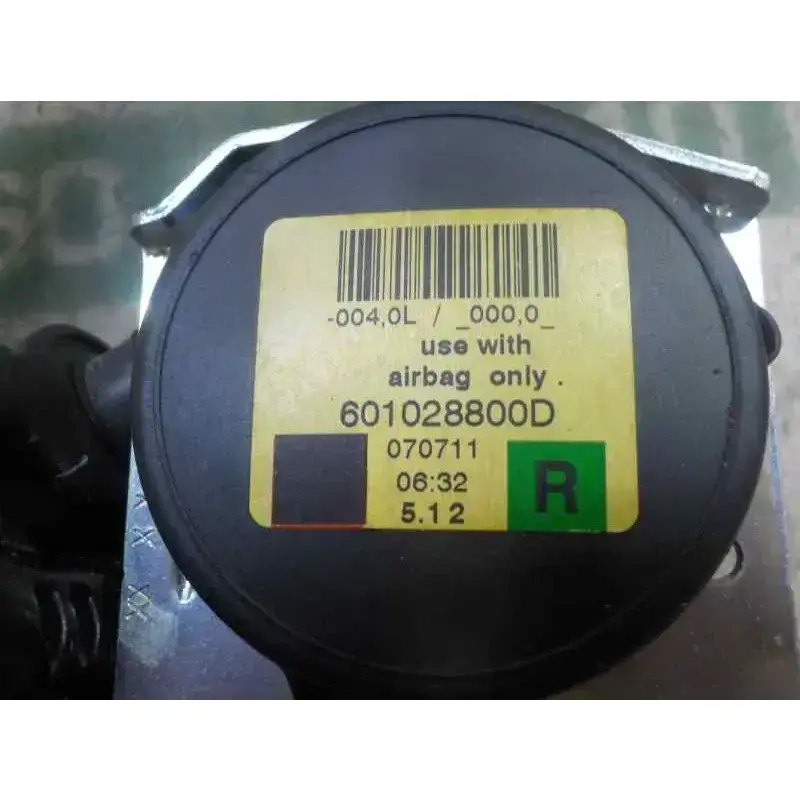 -004,0L / _000,0_
use with
airbag only.
601028800D
070711
06:32
5.12
R